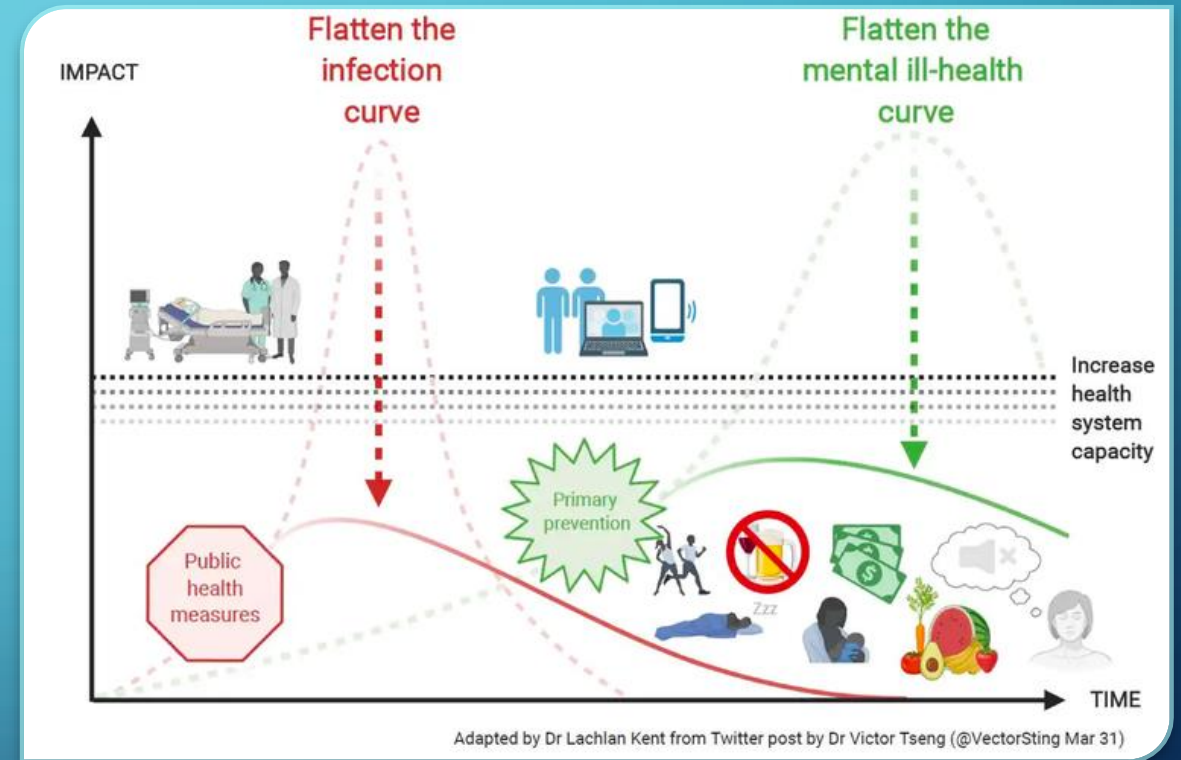 Flatten the
infection
curve
Flatten the
mental ill-health
curve
IMPACT
Increase
health
system
capacity
Primary
prevention
Public
health
measures
Zzz
$
TIME
Adapted by Dr Lachlan Kent from Twitter post by Dr Victor Tseng (@VectorSting Mar 31)